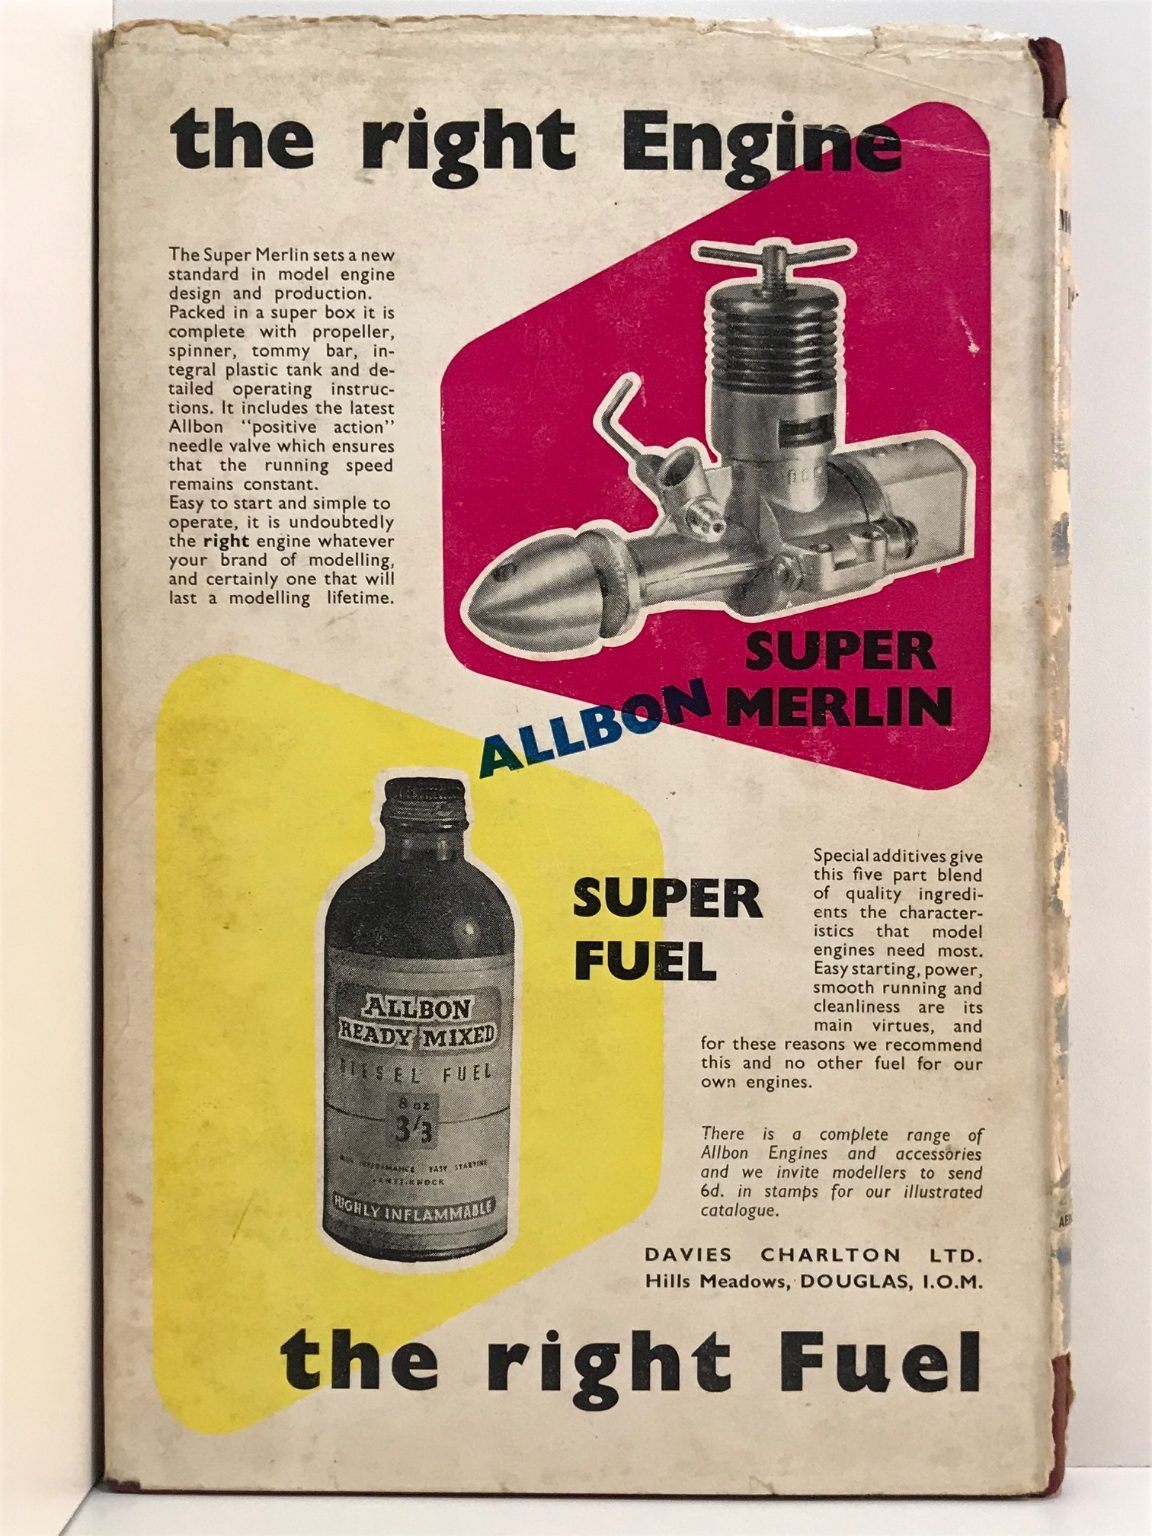 the right Engine
The Super Merlin sets a new
standard in model engine
design and production.
Packed in a super box it is
complete with propeller,
spinner, tommy bar, in-
tegral plastic tank and de-
tailed operating instruc-
tions. It includes the latest
Allbon "positive action"
needle valve which ensures
that the running speed
remains constant.
Easy to start and simple to
operate, it is undoubtedly
the right engine whatever
your brand of modelling,
and certainly one that will
last a modelling lifetime.
SUPER
ALLBON MERLIN
SUPER
FUEL
ALLBON
READY MIXED
DIESEL FUEL
8 oz
3/3
EASY STARTING
ANTI-KNOCK
HIGHLY INFLAMMABLE
Special additives give
this five part blend
of quality ingredi-
ents the character-
istics that model
engines need most.
Easy starting, power,
smooth running and
cleanliness are its
main virtues, and
for these reasons we recommend
this and no other fuel for our
own engines.
There is a complete range of
Allbon Engines and accessories
and we invite modellers to send
6d. in stamps for our illustrated
catalogue.
DAVIES CHARLTON LTD.
Hills Meadows, DOUGLAS, I.O.M.
the right Fuel